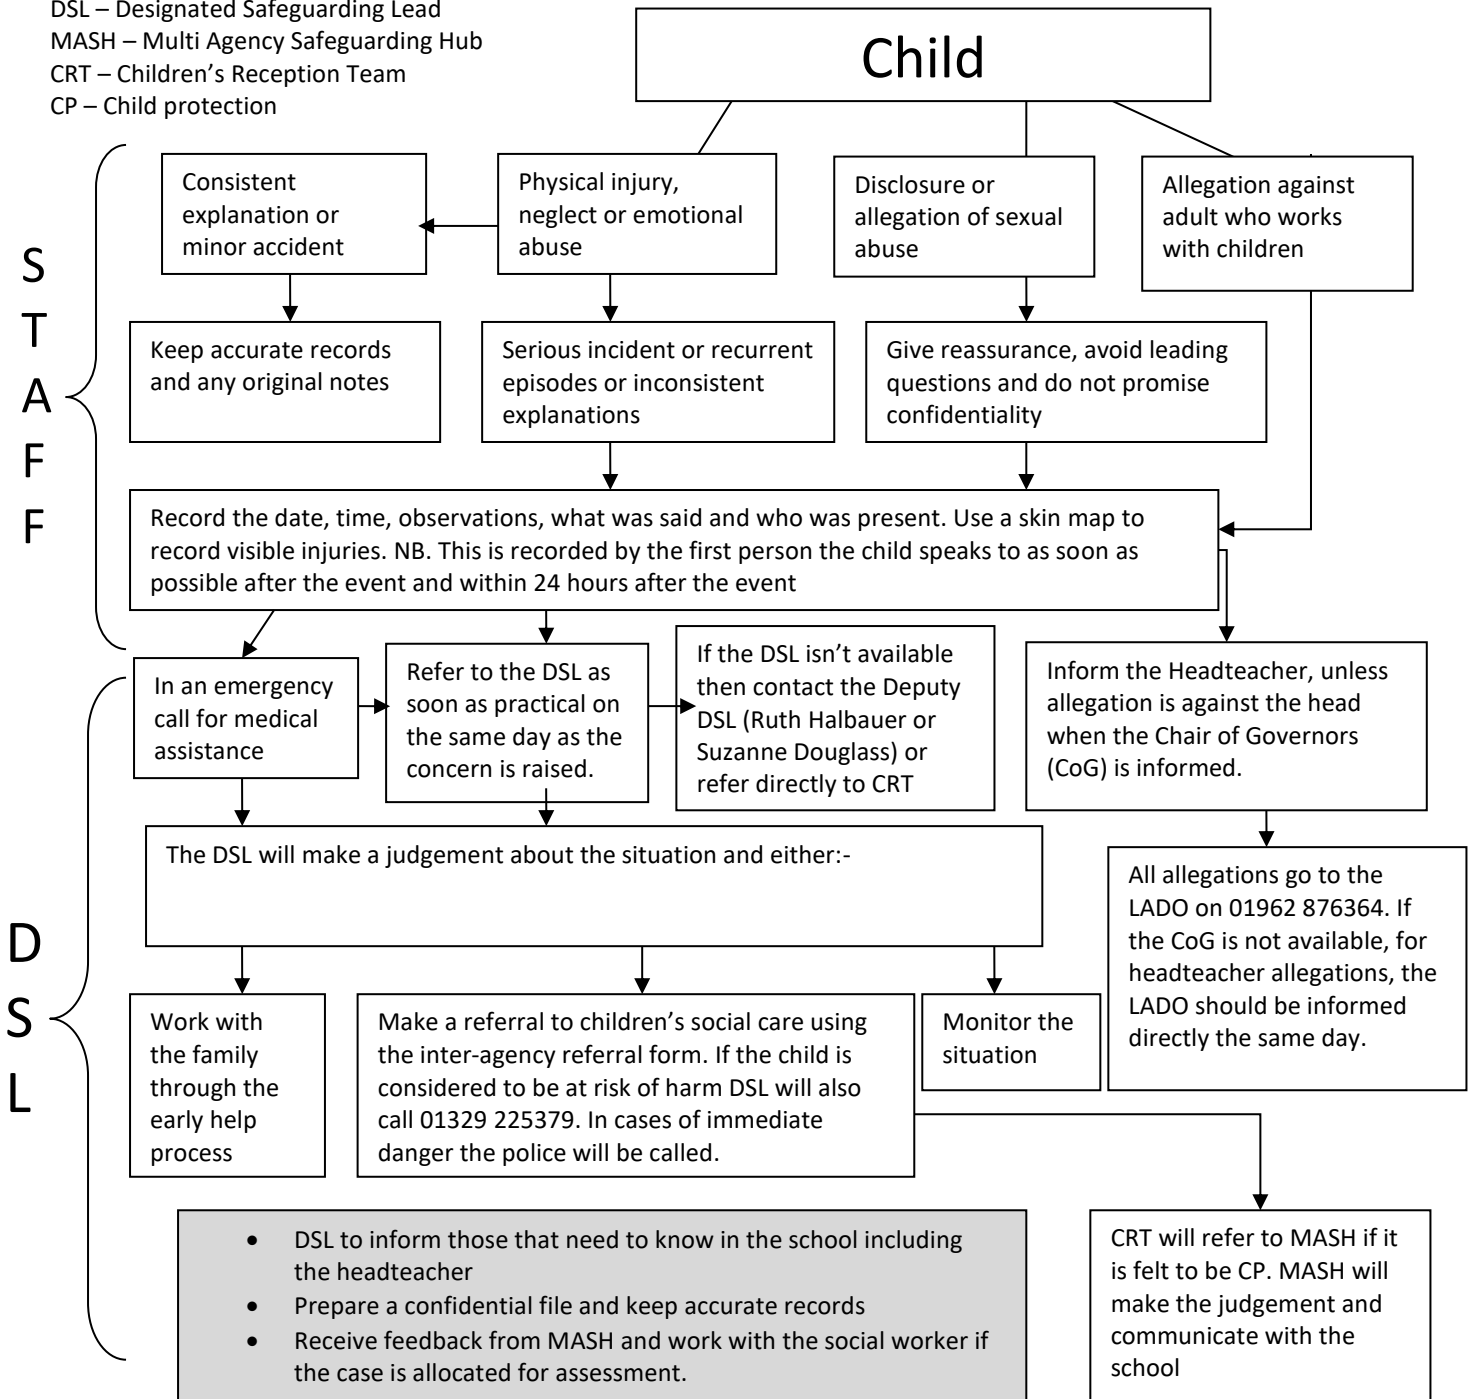 DSL – Designated Safeguarding Lead
MASH – Multi Agency Safeguarding Hub
CRT – Children's Reception Team
CP – Child protection
Child
S
T
A
F
F
Consistent
explanation or
minor accident
Physical injury,
neglect or emotional
abuse
Disclosure or
allegation of sexual
abuse
Allegation against
adult who works
with children
Keep accurate records
and any original notes
Serious incident or recurrent
episodes or inconsistent
explanations
Give reassurance, avoid leading
questions and do not promise
confidentiality
Record the date, time, observations, what was said and who was present. Use a skin map to
record visible injuries. NB. This is recorded by the first person the child speaks to as soon as
possible after the event and within 24 hours after the event
D
S
L
In an emergency
call for medical
assistance
Refer to the DSL as
soon as practical on
the same day as the
concern is raised.
If the DSL isn't available
then contact the Deputy
DSL (Ruth Halbauer or
Suzanne Douglass) or
refer directly to CRT
Inform the Headteacher, unless
allegation is against the head
when the Chair of Governors
(CoG) is informed.
The DSL will make a judgement about the situation and either:-
All allegations go to the
LADO on 01962 876364. If
the CoG is not available, for
headteacher allegations, the
LADO should be informed
directly the same day.
Work with
the family
through the
early help
process
Make a referral to children's social care using
the inter-agency referral form. If the child is
considered to be at risk of harm DSL will also
call 01329 225379. In cases of immediate
danger the police will be called.
Monitor the
situation
• DSL to inform those that need to know in the school including
the headteacher
• Prepare a confidential file and keep accurate records
• Receive feedback from MASH and work with the social worker if
the case is allocated for assessment.
CRT will refer to MASH if it
is felt to be CP. MASH will
make the judgement and
communicate with the
school